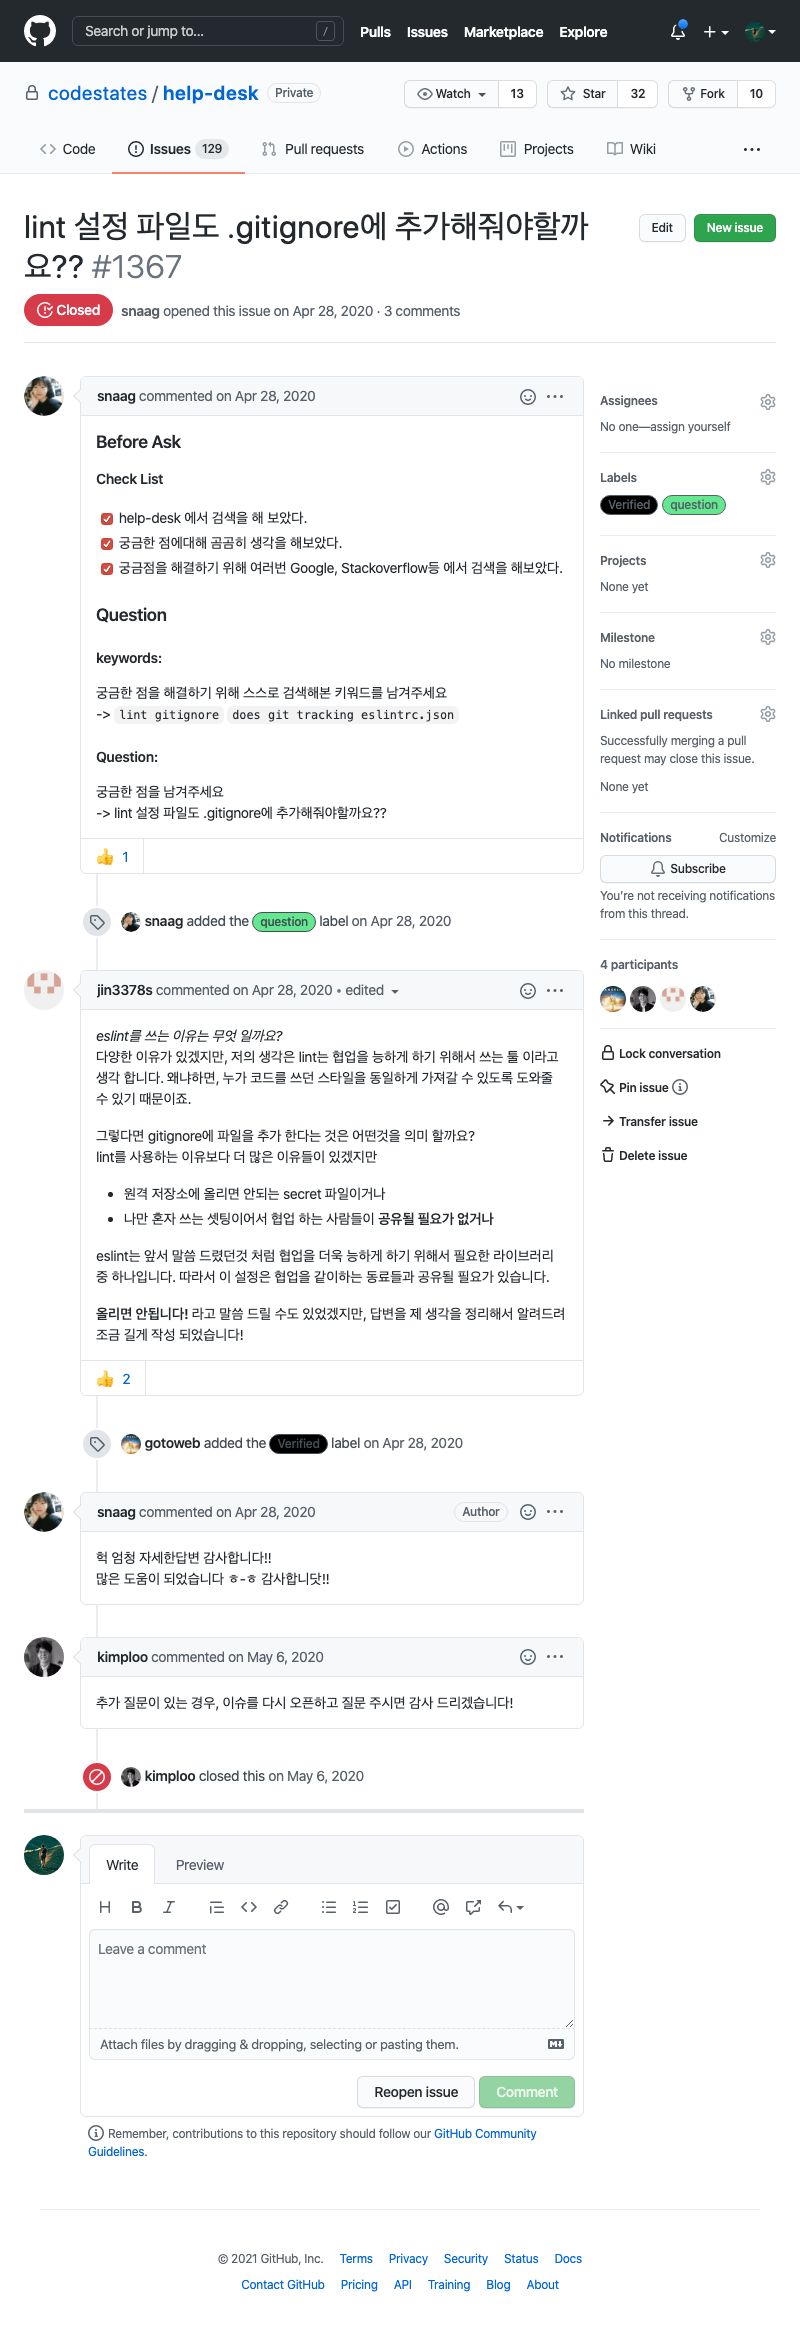 Search or jump to... /
Pulls Issues Marketplace Explore
codestates / help-desk Private
Watch 13 Star 32 Fork 10
Code Issues 129 Pull requests Actions Projects Wiki ...
lint 설정 파일도 .gitignore에 추가해줘야할까
요?? #1367
Edit New issue
Closed snaag opened this issue on Apr 28, 2020 · 3 comments
snaag commented on Apr 28, 2020
Before Ask
Check List
help-desk 에서 검색을 해 보았다.
궁금한 점에대해 곰곰히 생각을 해보았다.
궁금점을 해결하기 위해 여러번 Google, Stackoverflow등 에서 검색을 해보았다.
Question
keywords:
궁금한 점을 해결하기 위해 스스로 검색해본 키워드를 남겨주세요
-> lint gitignore does git tracking eslintrc.json
Question:
궁금한 점을 남겨주세요
-> lint 설정 파일도 .gitignore에 추가해줘야할까요??
👍 1
snaag added the question label on Apr 28, 2020
jin3378s commented on Apr 28, 2020 • edited
eslint를 쓰는 이유는 무엇 일까요?
다양한 이유가 있겠지만, 저의 생각은 lint는 협업을 능하게 하기 위해서 쓰는 툴 이라고
생각 합니다. 왜냐하면, 누가 코드를 쓰던 스타일을 동일하게 가져갈 수 있도록 도와줄
수 있기 때문이죠.
그렇다면 gitignore에 파일을 추가 한다는 것은 어떤것을 의미 할까요?
lint를 사용하는 이유보다 더 많은 이유들이 있겠지만
• 원격 저장소에 올리면 안되는 secret 파일이거나
• 나만 혼자 쓰는 셋팅이어서 협업 하는 사람들이 공유될 필요가 없거나
eslint는 앞서 말씀 드렸던것 처럼 협업을 더욱 능하게 하기 위해서 필요한 라이브러리
중 하나입니다. 따라서 이 설정은 협업을 같이하는 동료들과 공유될 필요가 있습니다.
올리면 안됩니다! 라고 말씀 드릴 수도 있었겠지만, 답변을 제 생각을 정리해서 알려드려
조금 길게 작성 되었습니다!
👍 2
gotoweb added the Verified label on Apr 28, 2020
snaag commented on Apr 28, 2020 Author
헉 엄청 자세한답변 감사합니다!!
많은 도움이 되었습니다 ㅎ-ㅎ 감사합니닷!!
kimploo commented on May 6, 2020
추가 질문이 있는 경우, 이슈를 다시 오픈하고 질문 주시면 감사 드리겠습니다!
kimploo closed this on May 6, 2020
Write Preview
Leave a comment
Attach files by dragging & dropping, selecting or pasting them.
Reopen issue Comment
Remember, contributions to this repository should follow our GitHub Community
Guidelines.
Assignees
No one—assign yourself
Labels
Verified question
Projects
None yet
Milestone
No milestone
Linked pull requests
Successfully merging a pull
request may close this issue.
None yet
Notifications Customize
Subscribe
You're not receiving notifications
from this thread.
4 participants
Lock conversation
Pin issue
Transfer issue
Delete issue
© 2021 GitHub, Inc. Terms Privacy Security Status Docs
Contact GitHub Pricing API Training Blog About